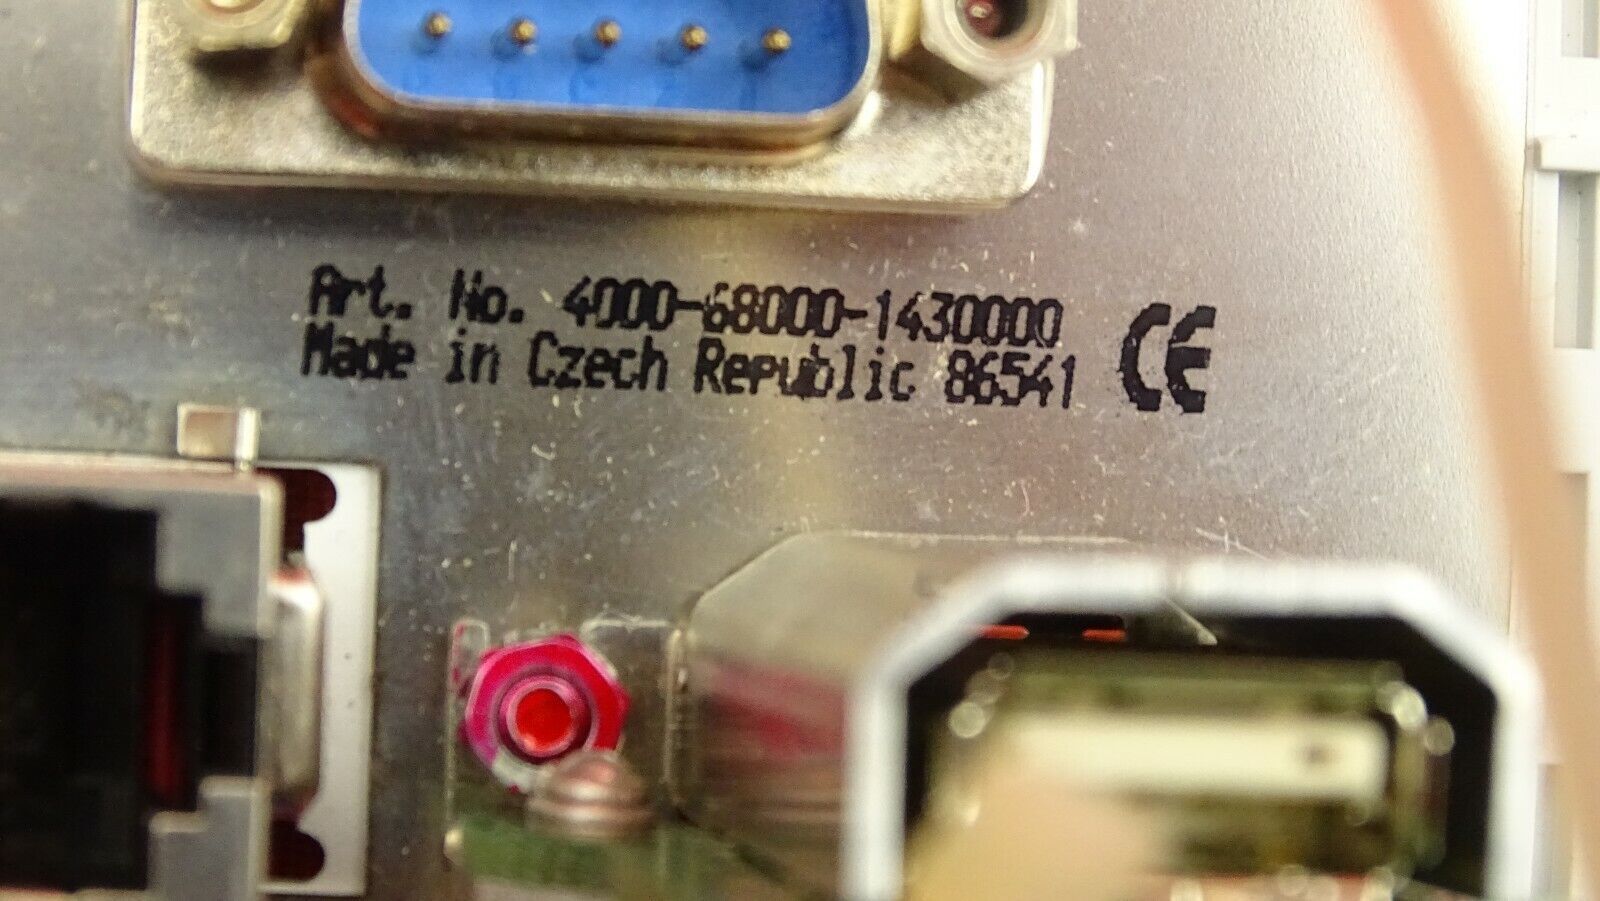 Art. No. 4000-68000-1430000
Made in Czech Republic 86541 CE